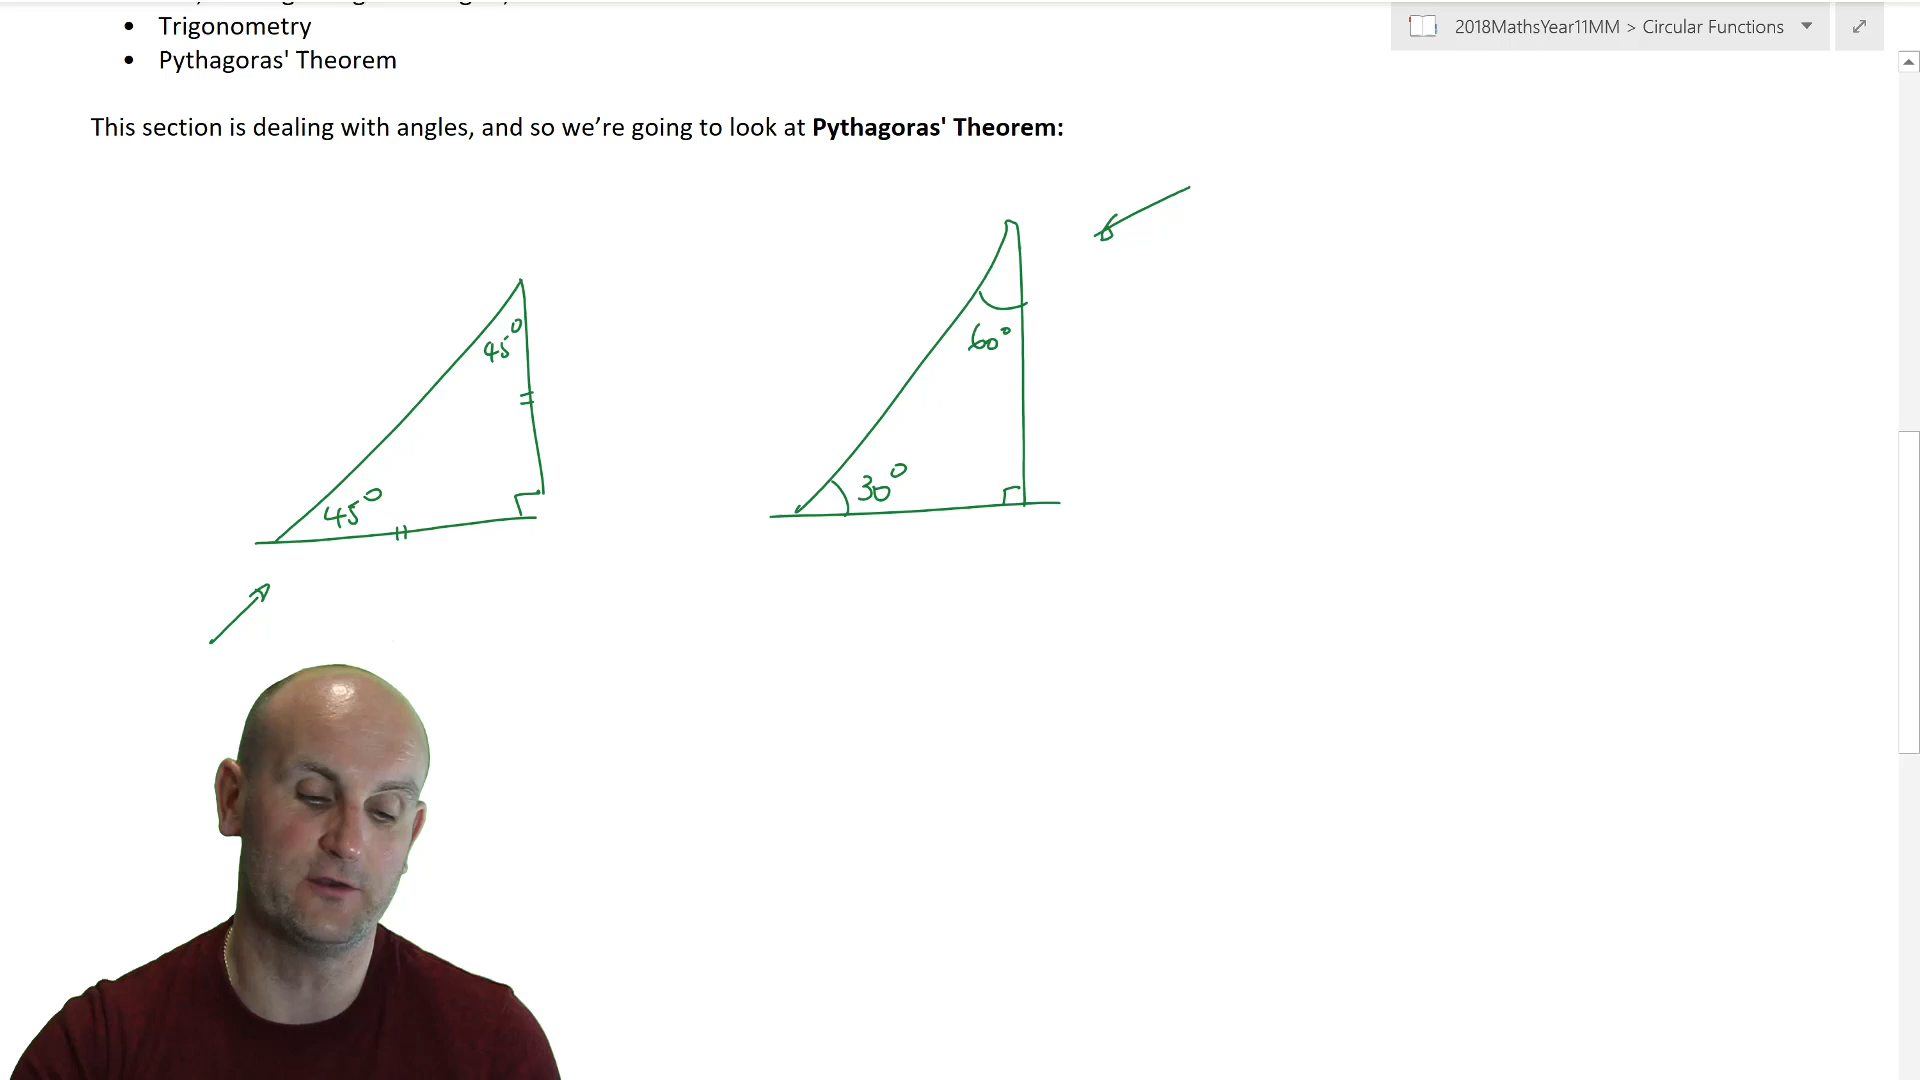 Trigonometry
2018MathsYear11MM > Circular Functions
Pythagoras' Theorem
This section is dealing with angles, and so we’re going to look at Pythagoras' Theorem:
45°
60°
30°
45°